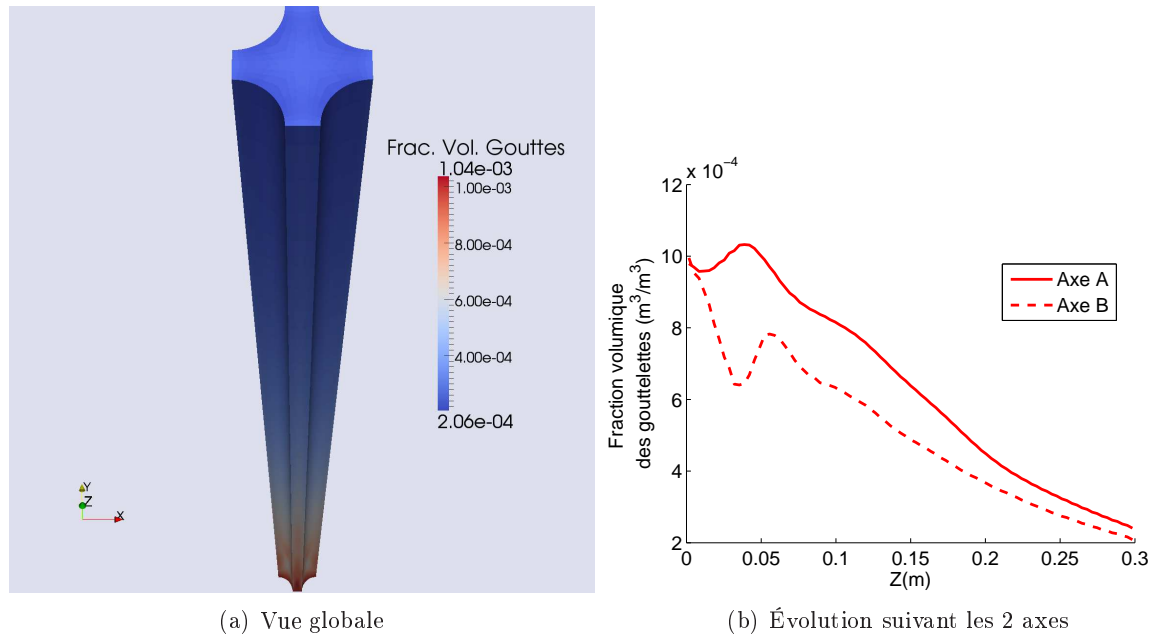 Frac. Vol. Gouttes
1.04e-03
1.00e-03
8.00e-04
6.00e-04
4.00e-04
2.06e-04
Y
Z
X
(a) Vue globale
x 10⁻⁴
12
10
8
6
4
2
Fraction volumique
des gouttelettes (m³/m³)
Axe A
Axe B
0 0.05 0.1 0.15 0.2 0.25 0.3
Z(m)
(b) Évolution suivant les 2 axes